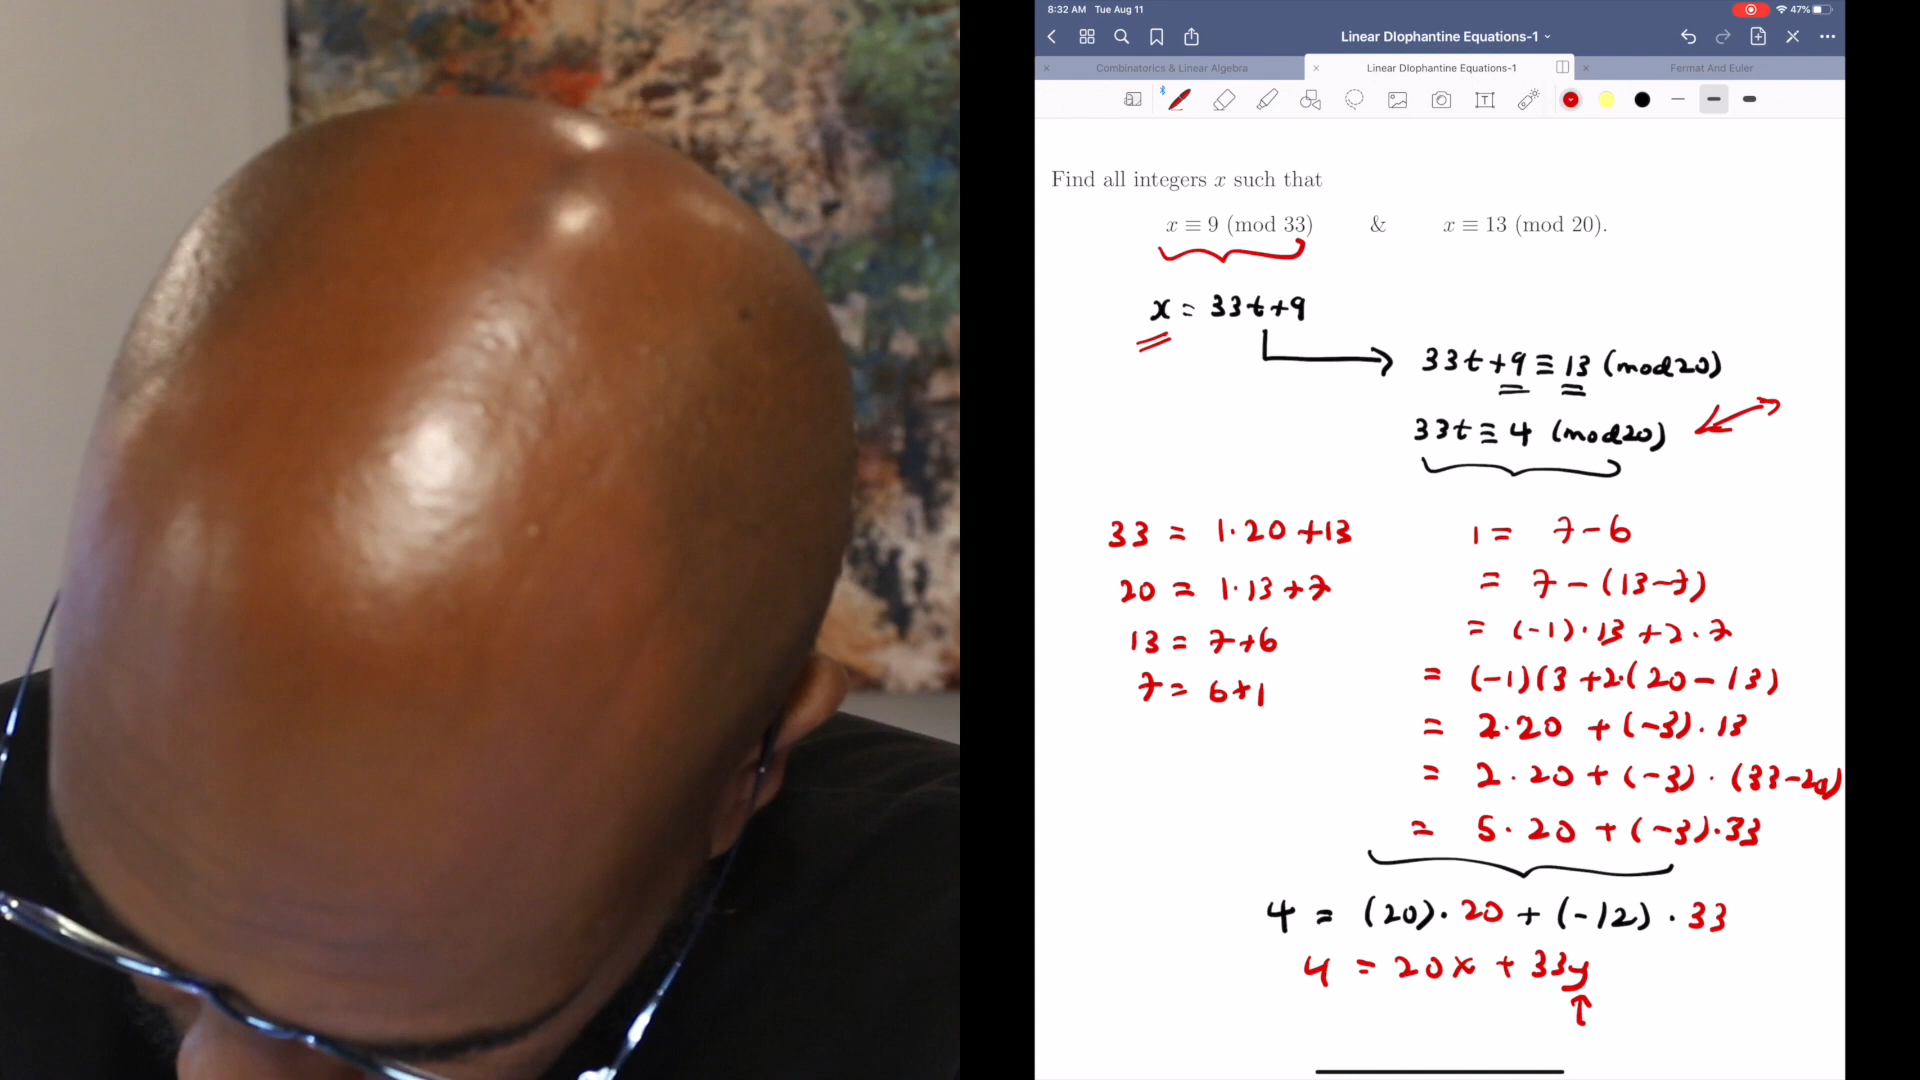 8:32 AM Tue Aug 11
47%
Linear DIophantine Equations-1
Combinatorics & Linear Algebra
Linear DIophantine Equations-1
Fermat And Euler
Find all integers x such that
x ≡ 9 (mod 33) & x ≡ 13 (mod 20).
x = 33t+9
33t+9 ≡ 13 (mod20)
33t ≡ 4 (mod20)
33 = 1·20+13
20 = 1·13+7
13 = 7+6
7 = 6+1
1 = 7-6
= 7-(13-7)
= (-1)·13+2·7
= (-1)13+2·(20-13)
= 2·20+(-3)·13
= 2·20+(-3)·(33-20)
= 5·20+(-3)·33
4 = (20)·20+(-12)·33
4 = 20x+33y